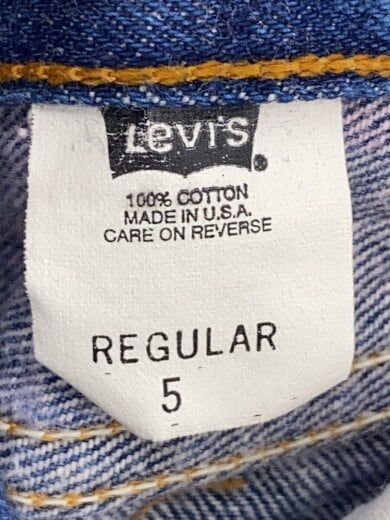 Levi's®
100% COTTON
MADE IN U.S.A.
CARE ON REVERSE
REGULAR
5